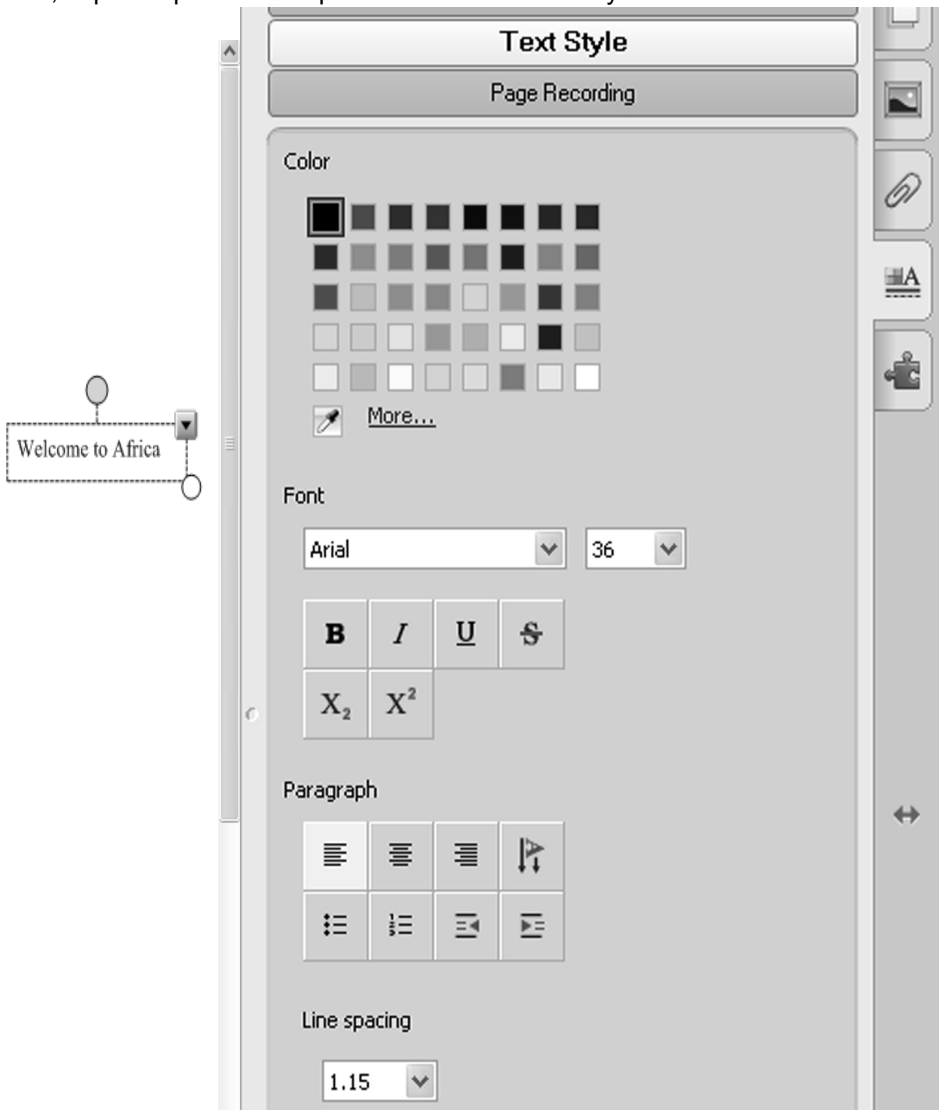 Text Style
Page Recording
Color
More...
Welcome to Africa
Font
Arial
36
B I U S
X₂ X²
Paragraph
Line spacing
1.15